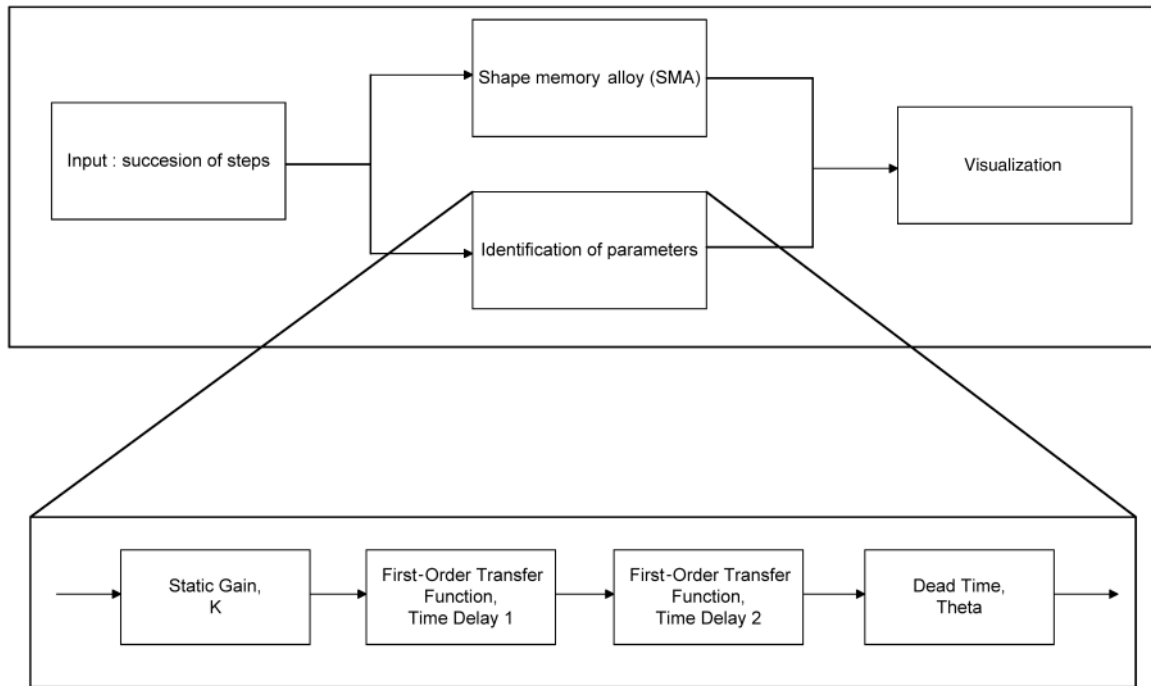 Shape memory alloy (SMA)
Input : succesion of steps
Visualization
Identification of parameters
Static Gain,
K
First-Order Transfer
Function,
Time Delay 1
First-Order Transfer
Function,
Time Delay 2
Dead Time,
Theta